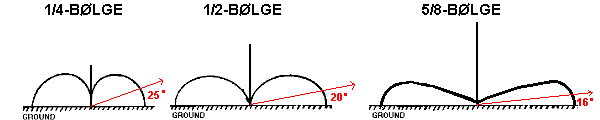 1/4-BØLGE 1/2-BØLGE 5/8-BØLGE
25° 20° 16°
GROUND GROUND GROUND